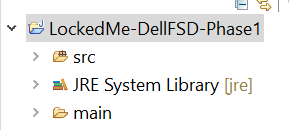 LockedMe-DellFSD-Phase1
src
JRE System Library [jre]
main